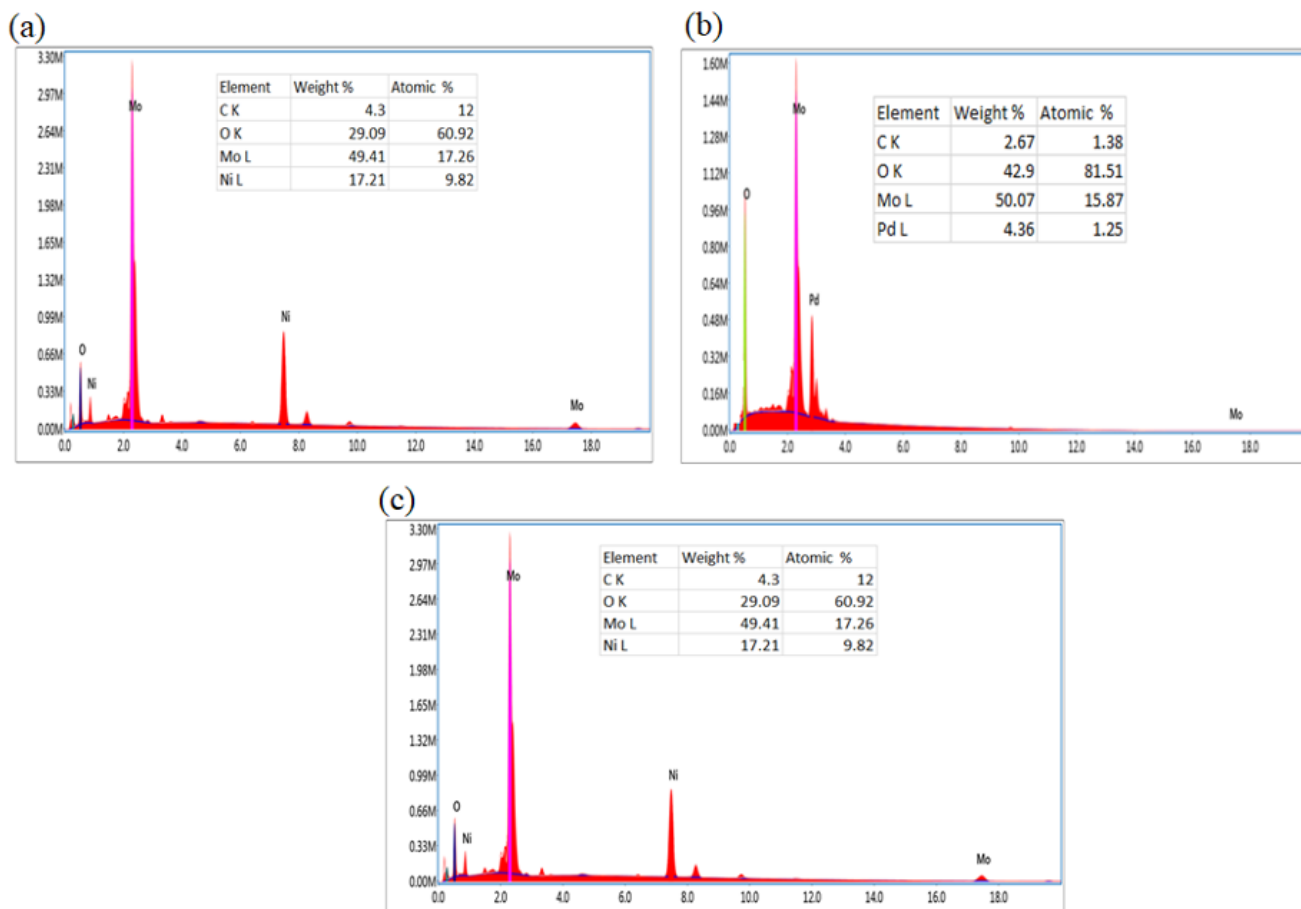 (a)
3.30M
2.97M
2.64M
2.31M
1.98M
1.65M
1.32M
0.99M
0.66M
0.33M
0.00M
Element Weight % Atomic %
C K 4.3 12
O K 29.09 60.92
Mo L 49.41 17.26
Ni L 17.21 9.82
Mo
O
Ni
Ni
Mo
0.0 2.0 4.0 6.0 8.0 10.0 12.0 14.0 16.0 18.0
(b)
1.60M
1.44M
1.28M
1.12M
0.96M
0.80M
0.64M
0.48M
0.32M
0.16M
0.00M
Element Weight % Atomic %
C K 2.67 1.38
O K 42.9 81.51
Mo L 50.07 15.87
Pd L 4.36 1.25
Mo
O
Pd
Mo
0.0 2.0 4.0 6.0 8.0 10.0 12.0 14.0 16.0 18.0
(c)
3.30M
2.97M
2.64M
2.31M
1.98M
1.65M
1.32M
0.99M
0.66M
0.33M
0.00M
Element Weight % Atomic %
C K 4.3 12
O K 29.09 60.92
Mo L 49.41 17.26
Ni L 17.21 9.82
Mo
O
Ni
Ni
Mo
0.0 2.0 4.0 6.0 8.0 10.0 12.0 14.0 16.0 18.0